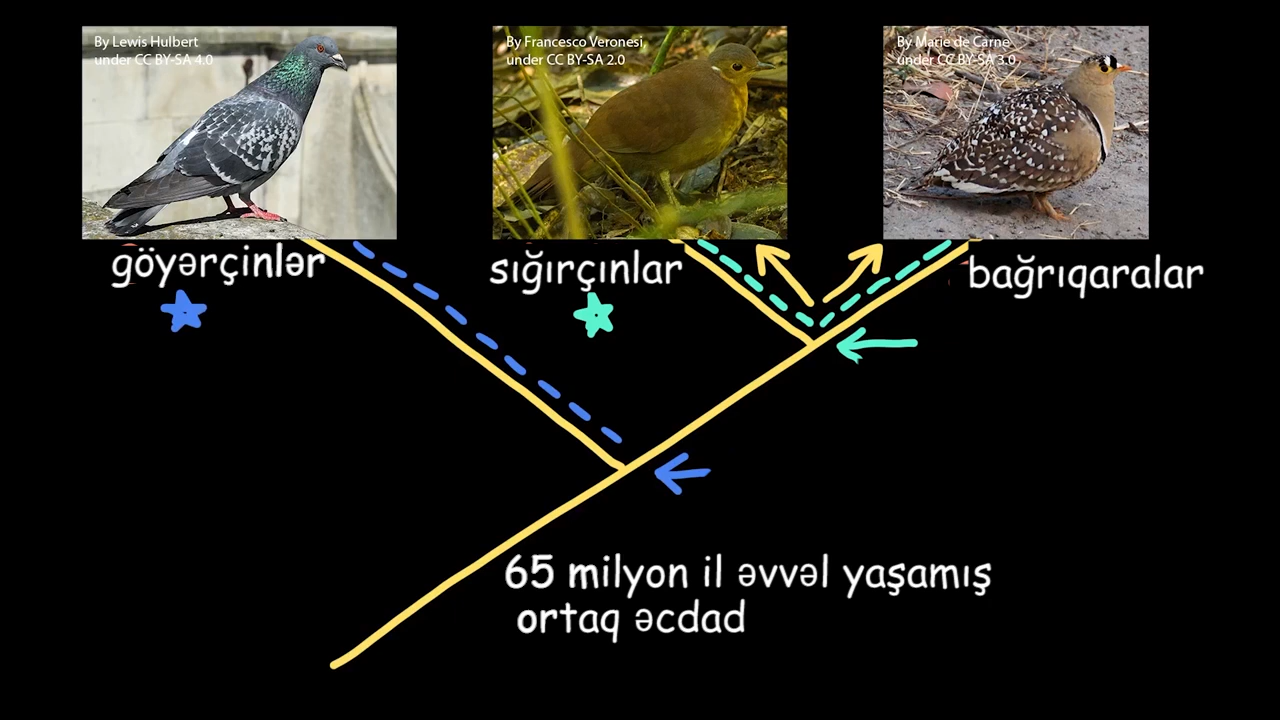 By Lewis Hulbert
under CC BY-SA 4.0
By Francesco Veronesi,
under CC BY-SA 2.0
By Marie de Carne
under CC BY-SA 3.0
göyərçinlər
sığırçınlar
bağrıqaralar
65 milyon il əvvəl yaşamış
ortaq əcdad